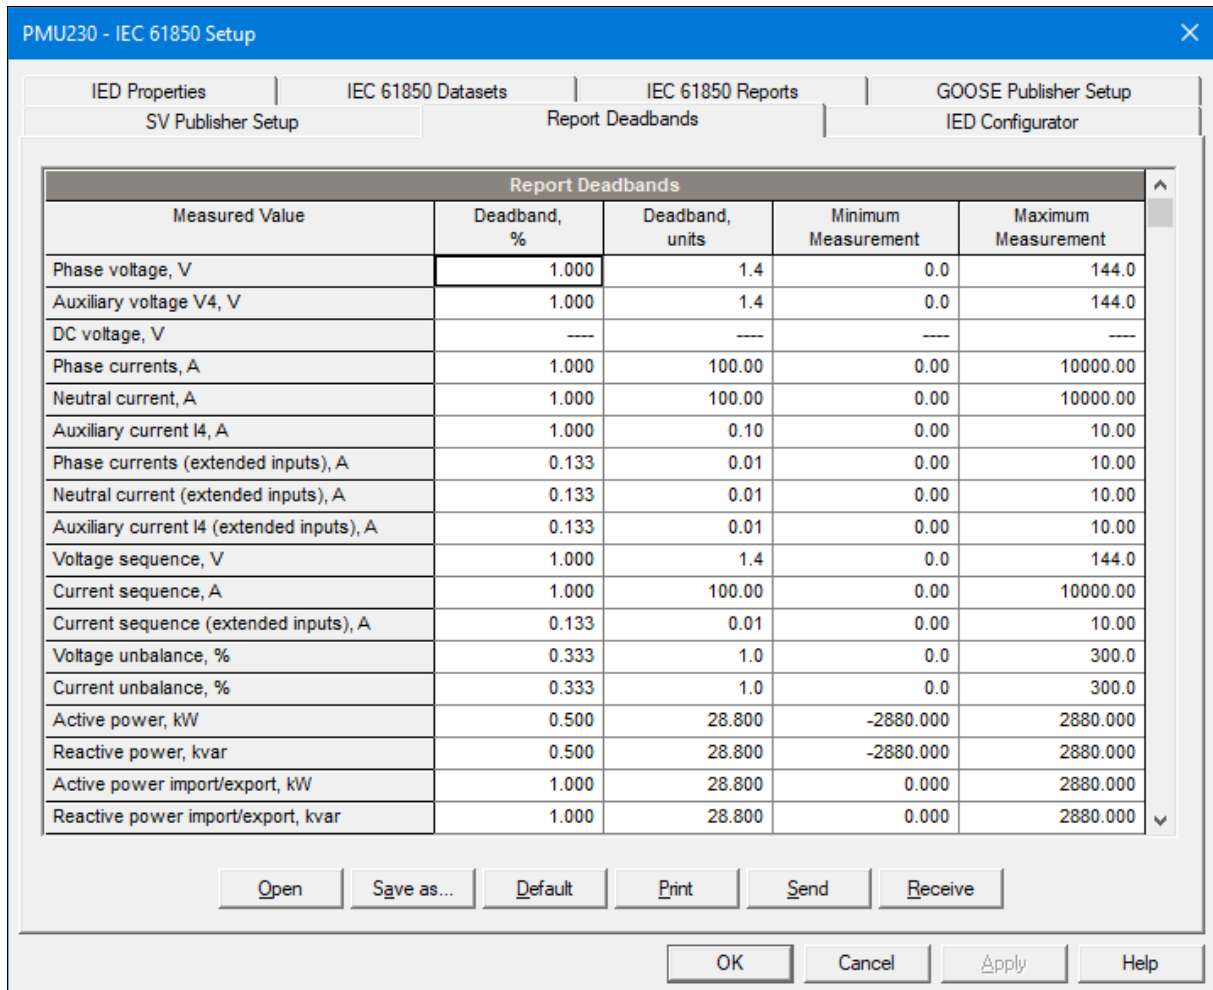 PMU230 - IEC 61850 Setup
IED Properties IEC 61850 Datasets IEC 61850 Reports GOOSE Publisher Setup
SV Publisher Setup Report Deadbands IED Configurator
Report Deadbands
Measured Value Deadband, % Deadband, units Minimum Measurement Maximum Measurement
Phase voltage, V 1.000 1.4 0.0 144.0
Auxiliary voltage V4, V 1.000 1.4 0.0 144.0
DC voltage, V ---- ---- ---- ----
Phase currents, A 1.000 100.00 0.00 10000.00
Neutral current, A 1.000 100.00 0.00 10000.00
Auxiliary current I4, A 1.000 0.10 0.00 10.00
Phase currents (extended inputs), A 0.133 0.01 0.00 10.00
Neutral current (extended inputs), A 0.133 0.01 0.00 10.00
Auxiliary current I4 (extended inputs), A 0.133 0.01 0.00 10.00
Voltage sequence, V 1.000 1.4 0.0 144.0
Current sequence, A 1.000 100.00 0.00 10000.00
Current sequence (extended inputs), A 0.133 0.01 0.00 10.00
Voltage unbalance, % 0.333 1.0 0.0 300.0
Current unbalance, % 0.333 1.0 0.0 300.0
Active power, kW 0.500 28.800 -2880.000 2880.000
Reactive power, kvar 0.500 28.800 -2880.000 2880.000
Active power import/export, kW 1.000 28.800 0.000 2880.000
Reactive power import/export, kvar 1.000 28.800 0.000 2880.000
Open Save as... Default Print Send Receive
OK Cancel Apply Help